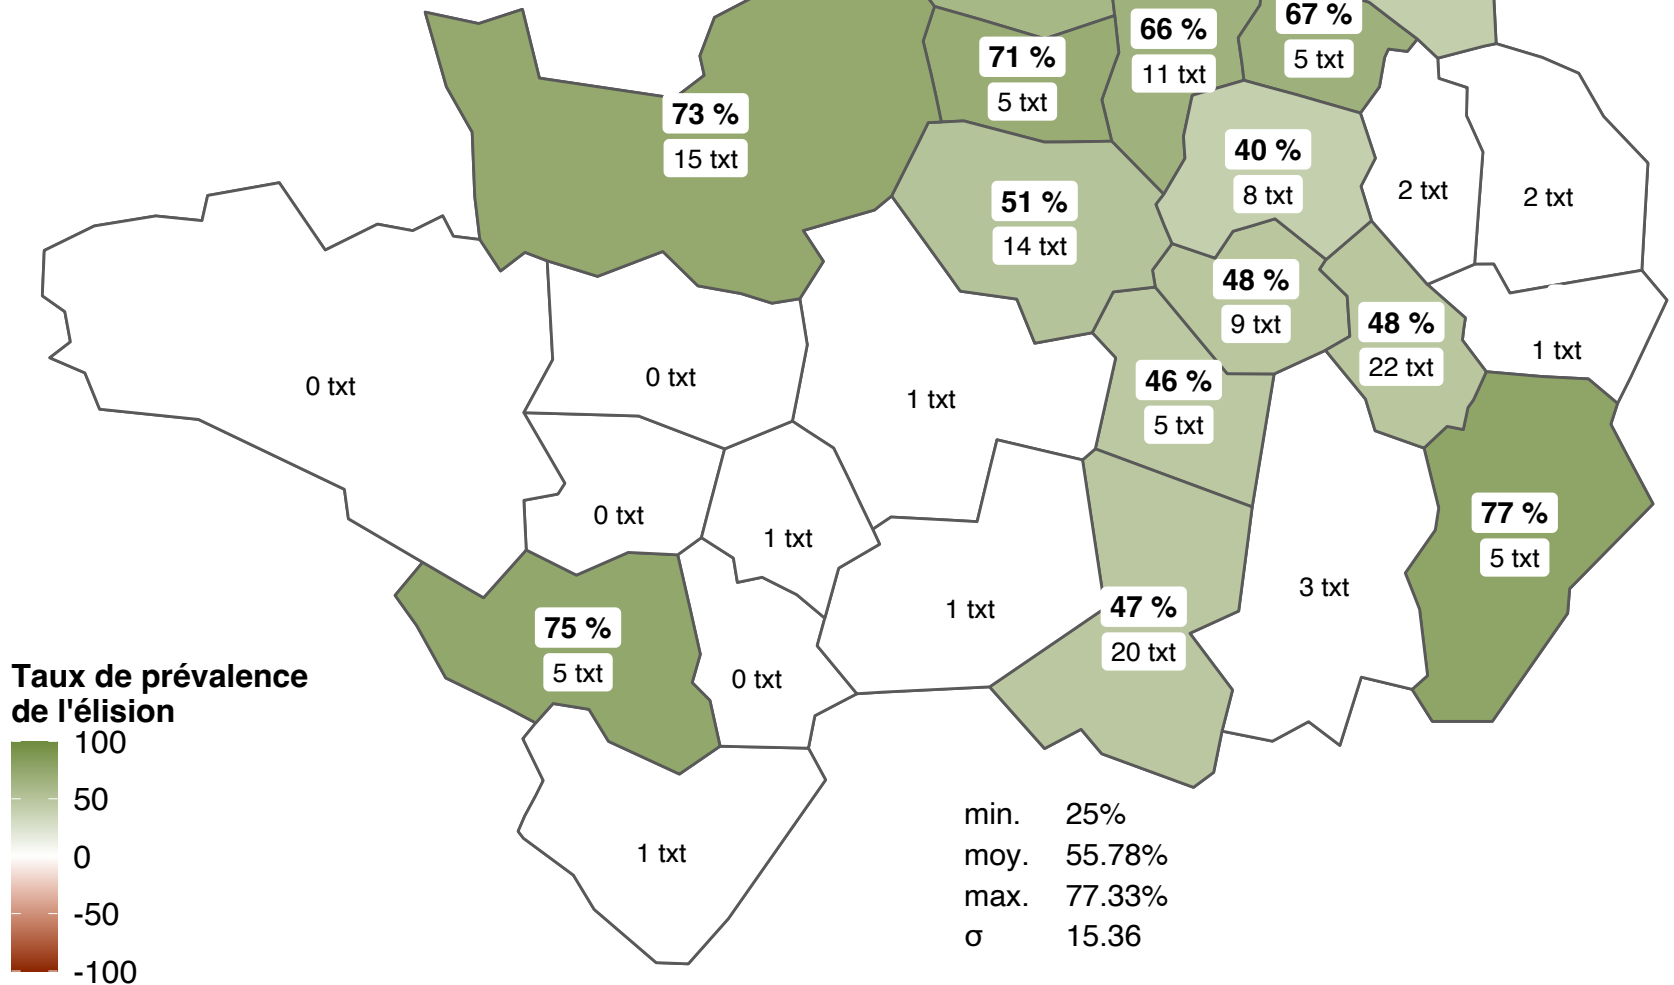 67 %
5 txt
66 %
11 txt
71 %
5 txt
73 %
15 txt
40 %
8 txt
2 txt
2 txt
51 %
14 txt
48 %
9 txt
48 %
22 txt
1 txt
0 txt
0 txt
1 txt
46 %
5 txt
0 txt
1 txt
77 %
5 txt
3 txt
1 txt
47 %
20 txt
75 %
5 txt
0 txt
1 txt
Taux de prévalence
de l'élision
100
50
0
-50
-100
min. 25%
moy. 55.78%
max. 77.33%
σ 15.36